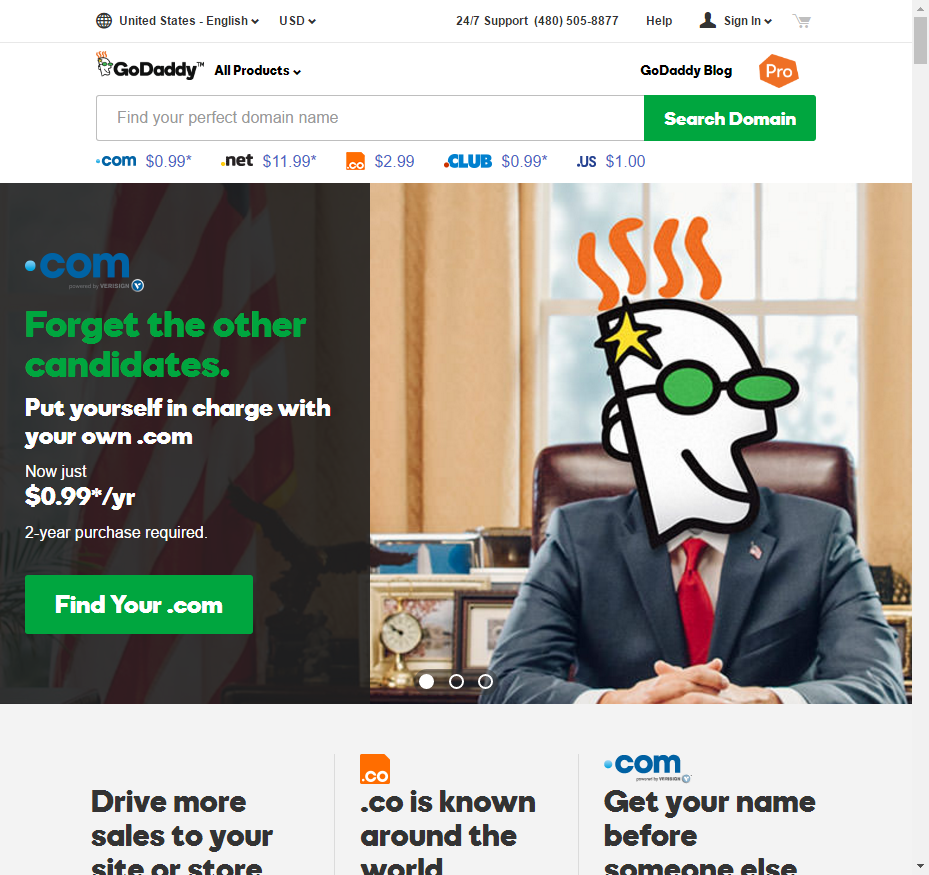 United States - English USD 24/7 Support (480) 505-8877 Help Sign In
GoDaddy™ All Products GoDaddy Blog Pro
Find your perfect domain name Search Domain
.com $0.99* .net $11.99* .co $2.99 .CLUB $0.99* .US $1.00
.com
powered by VERISIGN
Forget the other
candidates.
Put yourself in charge with
your own .com
Now just
$0.99*/yr
2-year purchase required.
Find Your .com
Drive more
sales to your
site or store
.co
.co is known
around the
world
.com
powered by VERISIGN
Get your name
before
someone else